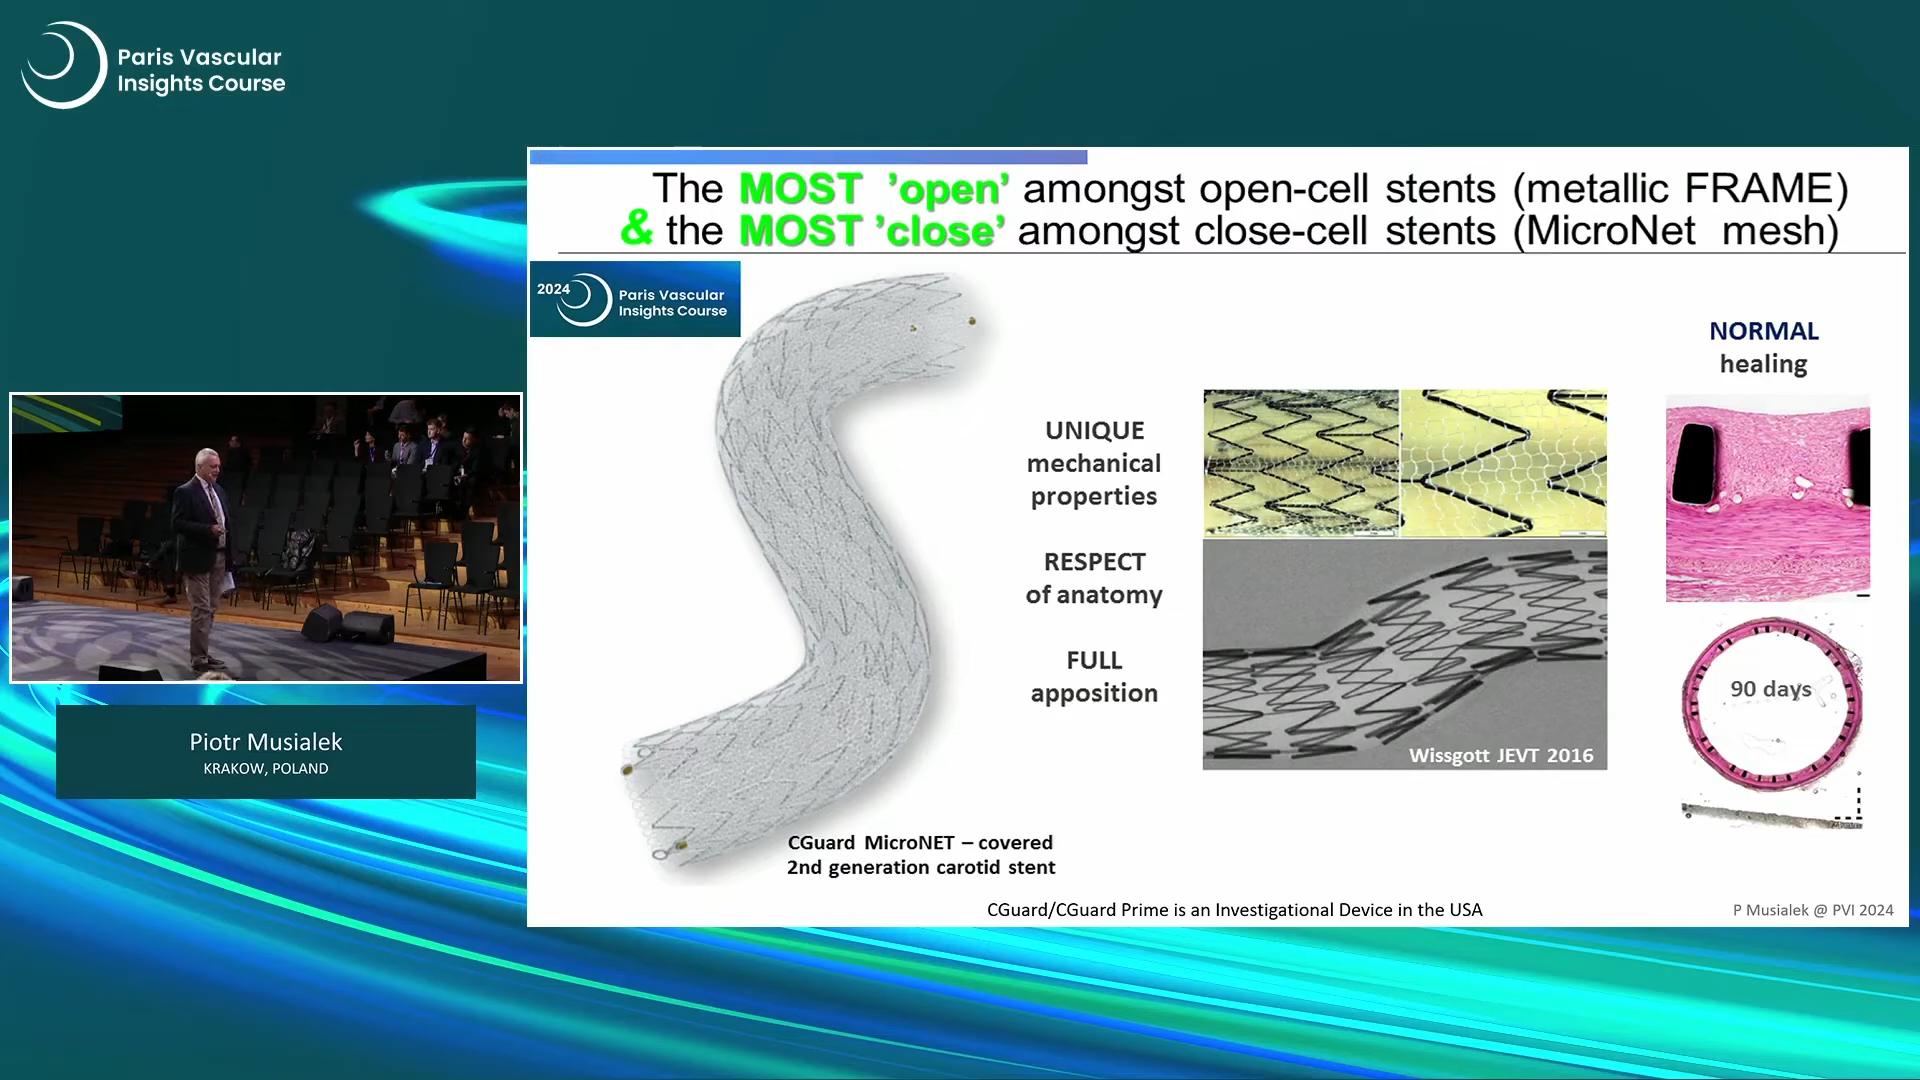 Paris Vascular
Insights Course
The MOST 'open' amongst open-cell stents (metallic FRAME)
& the MOST 'close' amongst close-cell stents (MicroNet mesh)
2024
Paris Vascular
Insights Course
UNIQUE
mechanical
properties
RESPECT
of anatomy
FULL
apposition
Wissgott JEVT 2016
NORMAL
healing
90 days
CGuard MicroNET – covered
2nd generation carotid stent
CGuard/CGuard Prime is an Investigational Device in the USA
P Musialek @ PVI 2024
Piotr Musialek
KRAKOW, POLAND